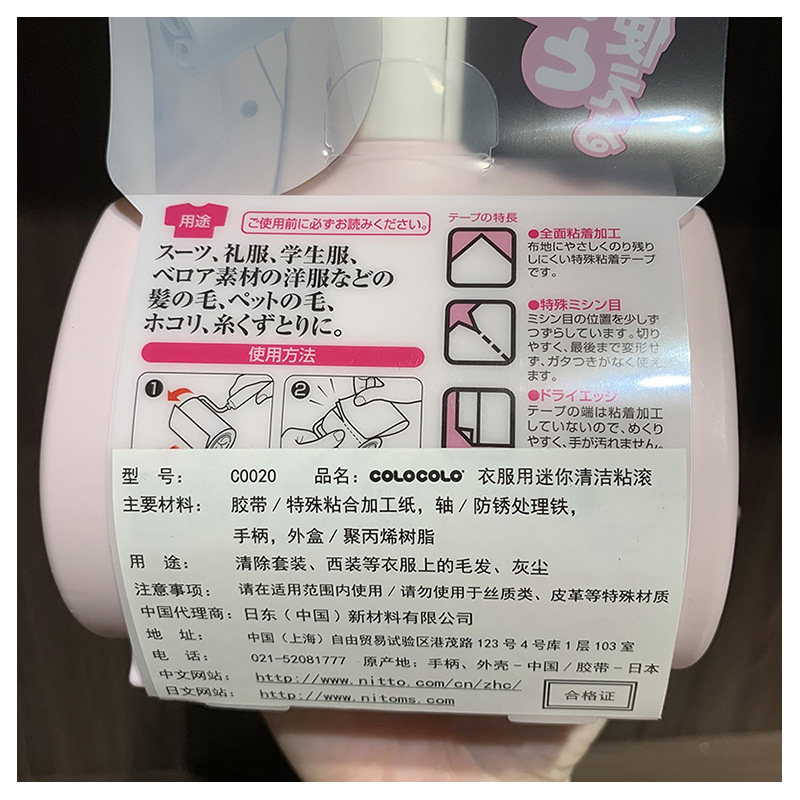 用途
ご使用前に必ずお読みください。
スーツ、礼服、学生服、
ベロア素材の洋服などの
髪の毛、ペットの毛、
ホコリ、糸くずとりに。
使用方法
1
2
テープの特長
●全面粘着加工
布地にやさしくのり残り
しにくい特殊粘着テープ
です。
●特殊ミシン目
ミシン目の位置を少しず
つずらしています。切り
やすく、最後まで変形せ
ず、ガタつきがなく使え
ます。
●ドライエッジ
テープの端は粘着加工
していないので、めくり
やすく、手が汚れません。
型 号： C0020 品名：COLOCOLO® 衣服用迷你清洁粘滚
主要材料： 胶带/特殊粘合加工纸，轴/防锈处理铁，
手柄，外盒/聚丙烯树脂
用 途： 清除套装、西装等衣服上的毛发、灰尘
注意事项： 请在适用范围内使用/请勿使用于丝质类、皮革等特殊材质
中国代理商：日东（中国）新材料有限公司
地 址： 中国（上海）自由贸易试验区港茂路123号4号库1层103室
电 话： 021-52081777 原产地：手柄、外壳-中国/胶带-日本
中文网站： http://www.nitto.com/cn/zhc/
日文网站： http://www.nitoms.com
合格证